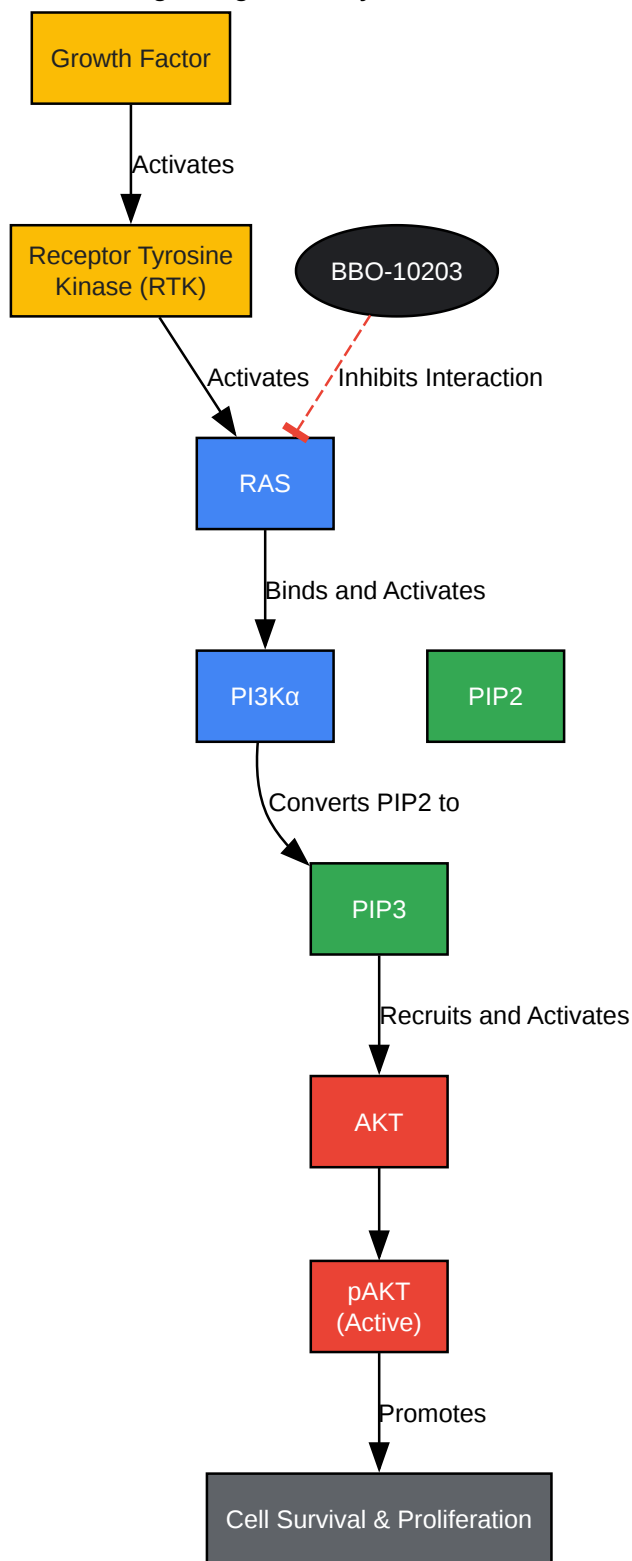 Growth Factor
Activates
Receptor Tyrosine
Kinase (RTK)
BBO-10203
Activates
Inhibits Interaction
RAS
Binds and Activates
PI3Kα
PIP2
Converts PIP2 to
PIP3
Recruits and Activates
AKT
pAKT
(Active)
Promotes
Cell Survival & Proliferation